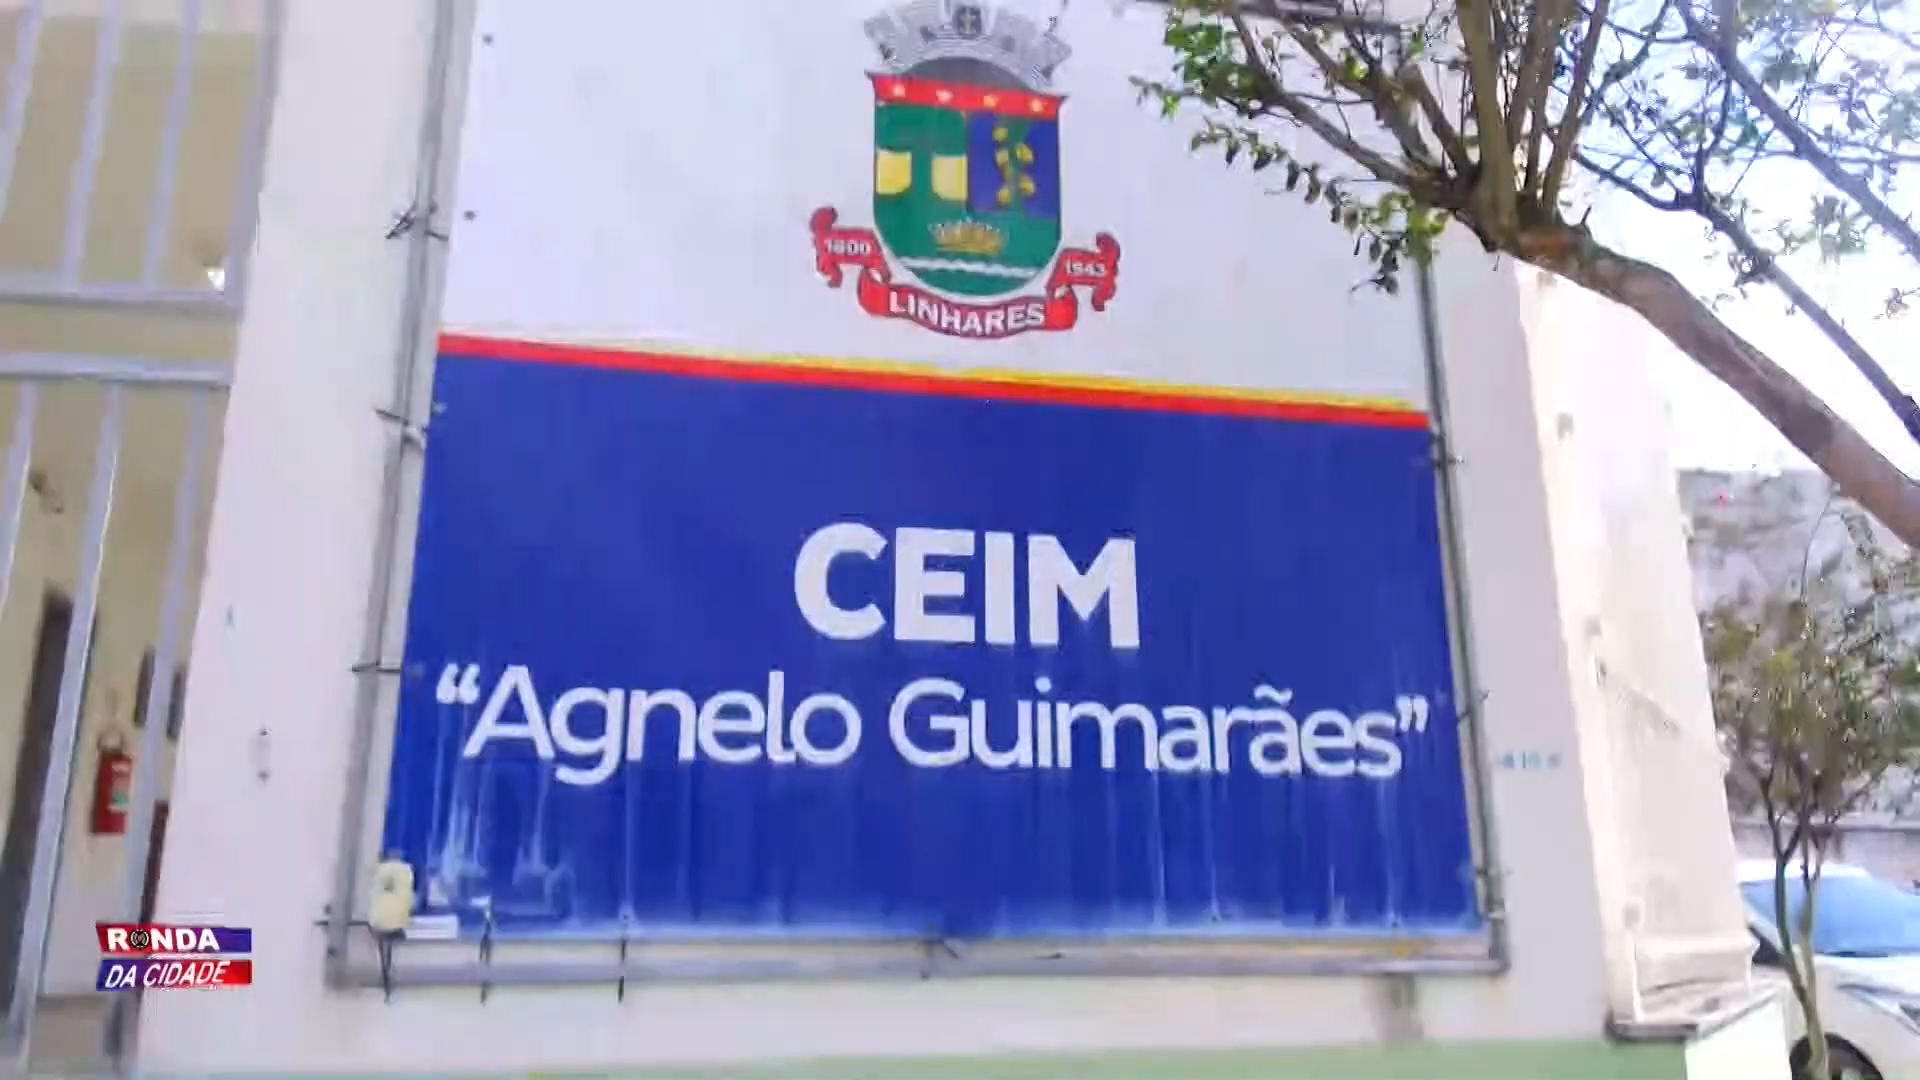 1800
1943
LINHARES
CEIM
“Agnelo Guimarães”
RONDA
DA CIDADE